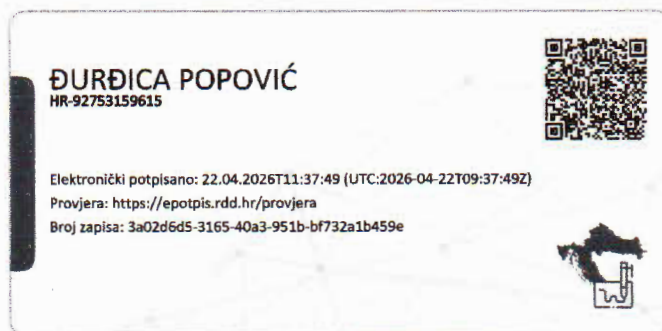 ĐURĐICA POPOVIĆ
HR-92753159615
Elektronički potpisano: 22.04.2026T11:37:49 (UTC:2026-04-22T09:37:49Z)
Provjera: https://epotpis.rdd.hr/provjera
Broj zapisa: 3a02d6d5-3165-40a3-951b-bf732a1b459e